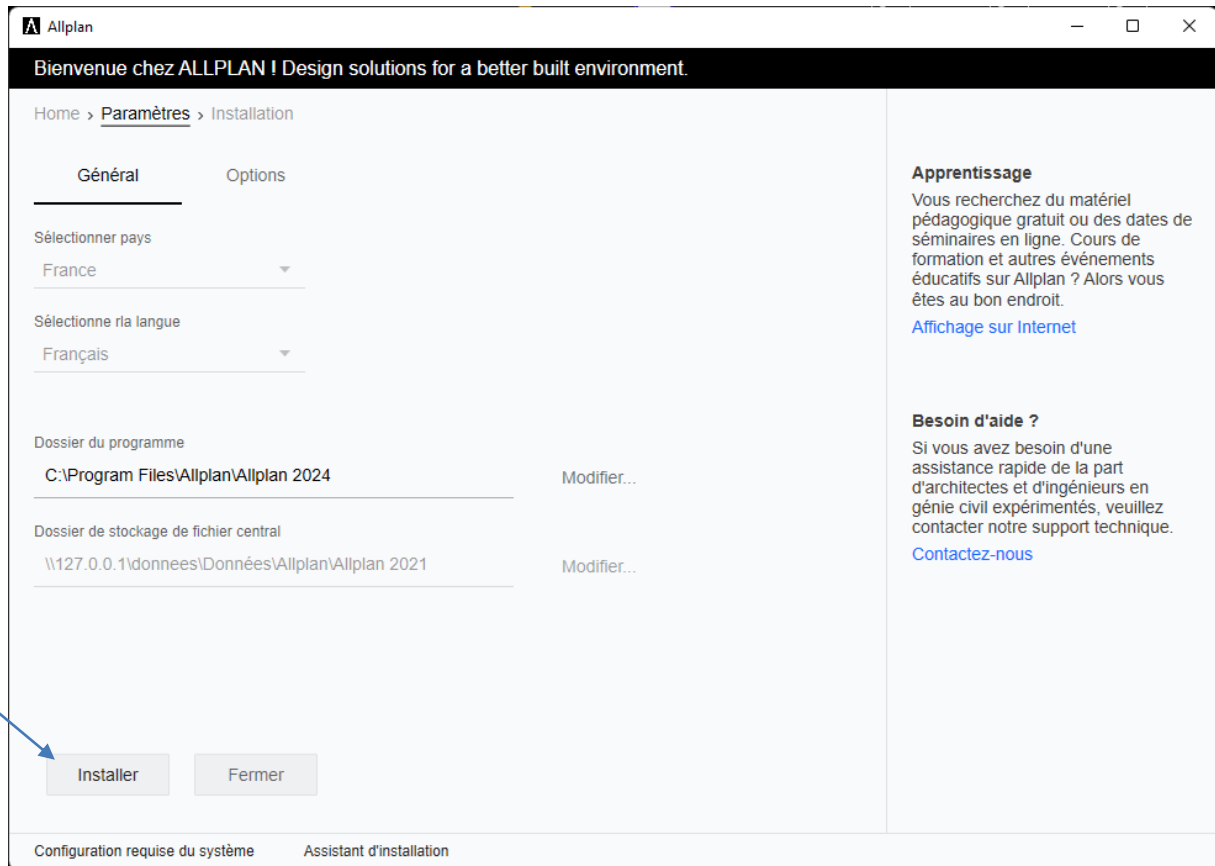 Allplan
Bienvenue chez ALLPLAN ! Design solutions for a better built environment.
Home › Paramètres › Installation
Général Options
Sélectionner pays
France
Sélectionne rla langue
Français
Dossier du programme
C:\Program Files\Allplan\Allplan 2024 Modifier...
Dossier de stockage de fichier central
\\127.0.0.1\donnees\Données\Allplan\Allplan 2021 Modifier...
Installer Fermer
Apprentissage
Vous recherchez du matériel
pédagogique gratuit ou des dates de
séminaires en ligne. Cours de
formation et autres événements
éducatifs sur Allplan ? Alors vous
êtes au bon endroit.
Affichage sur Internet
Besoin d'aide ?
Si vous avez besoin d'une
assistance rapide de la part
d'architectes et d'ingénieurs en
génie civil expérimentés, veuillez
contacter notre support technique.
Contactez-nous
Configuration requise du système Assistant d'installation